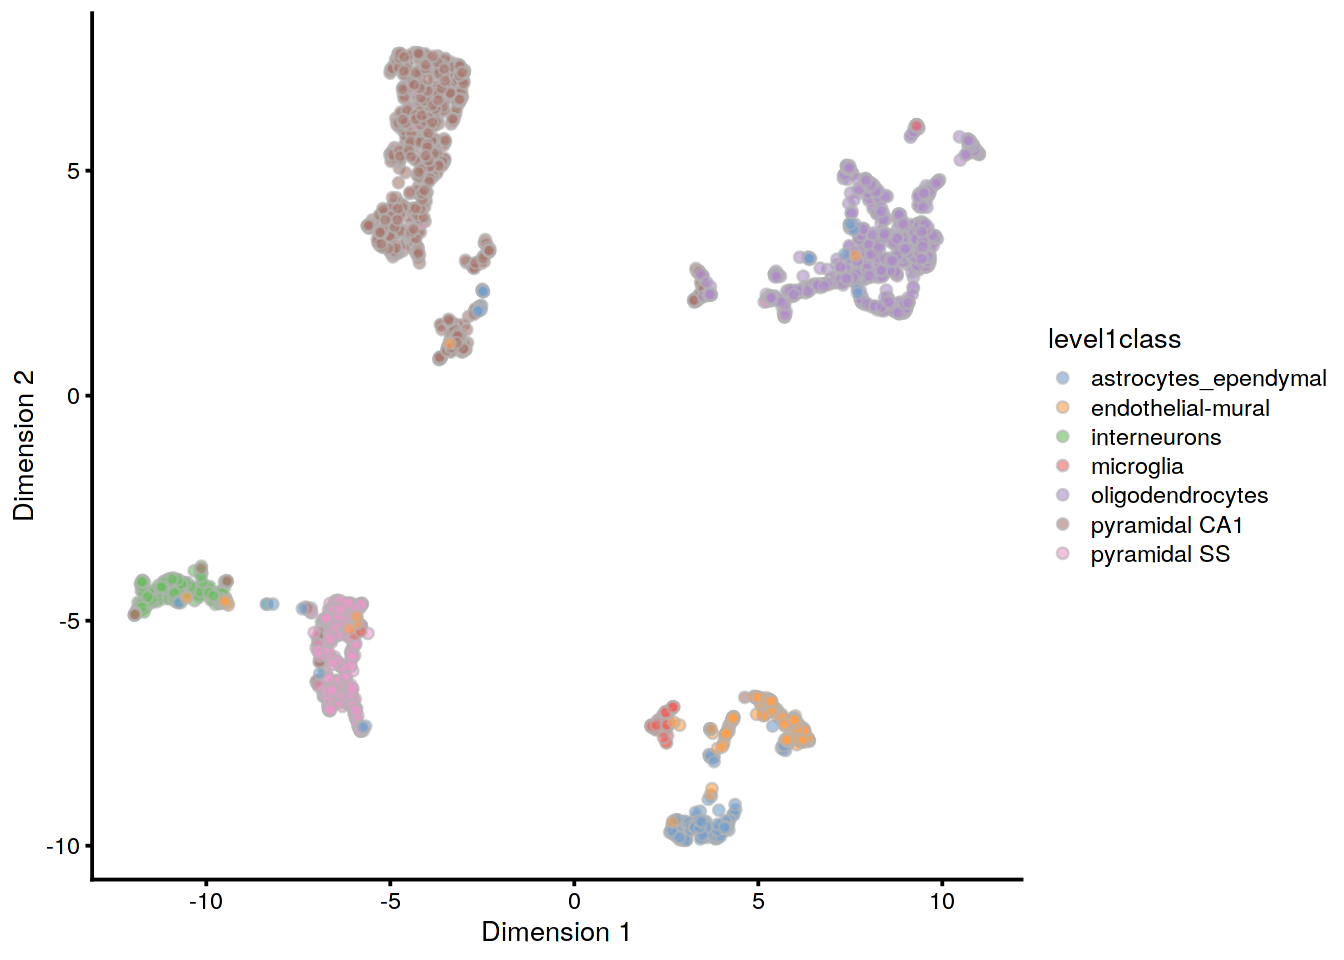 5
0
-5
-10
-10
-5
0
5
10
Dimension 1
Dimension 2
level1class
astrocytes_ependymal
endothelial-mural
interneurons
microglia
oligodendrocytes
pyramidal CA1
pyramidal SS